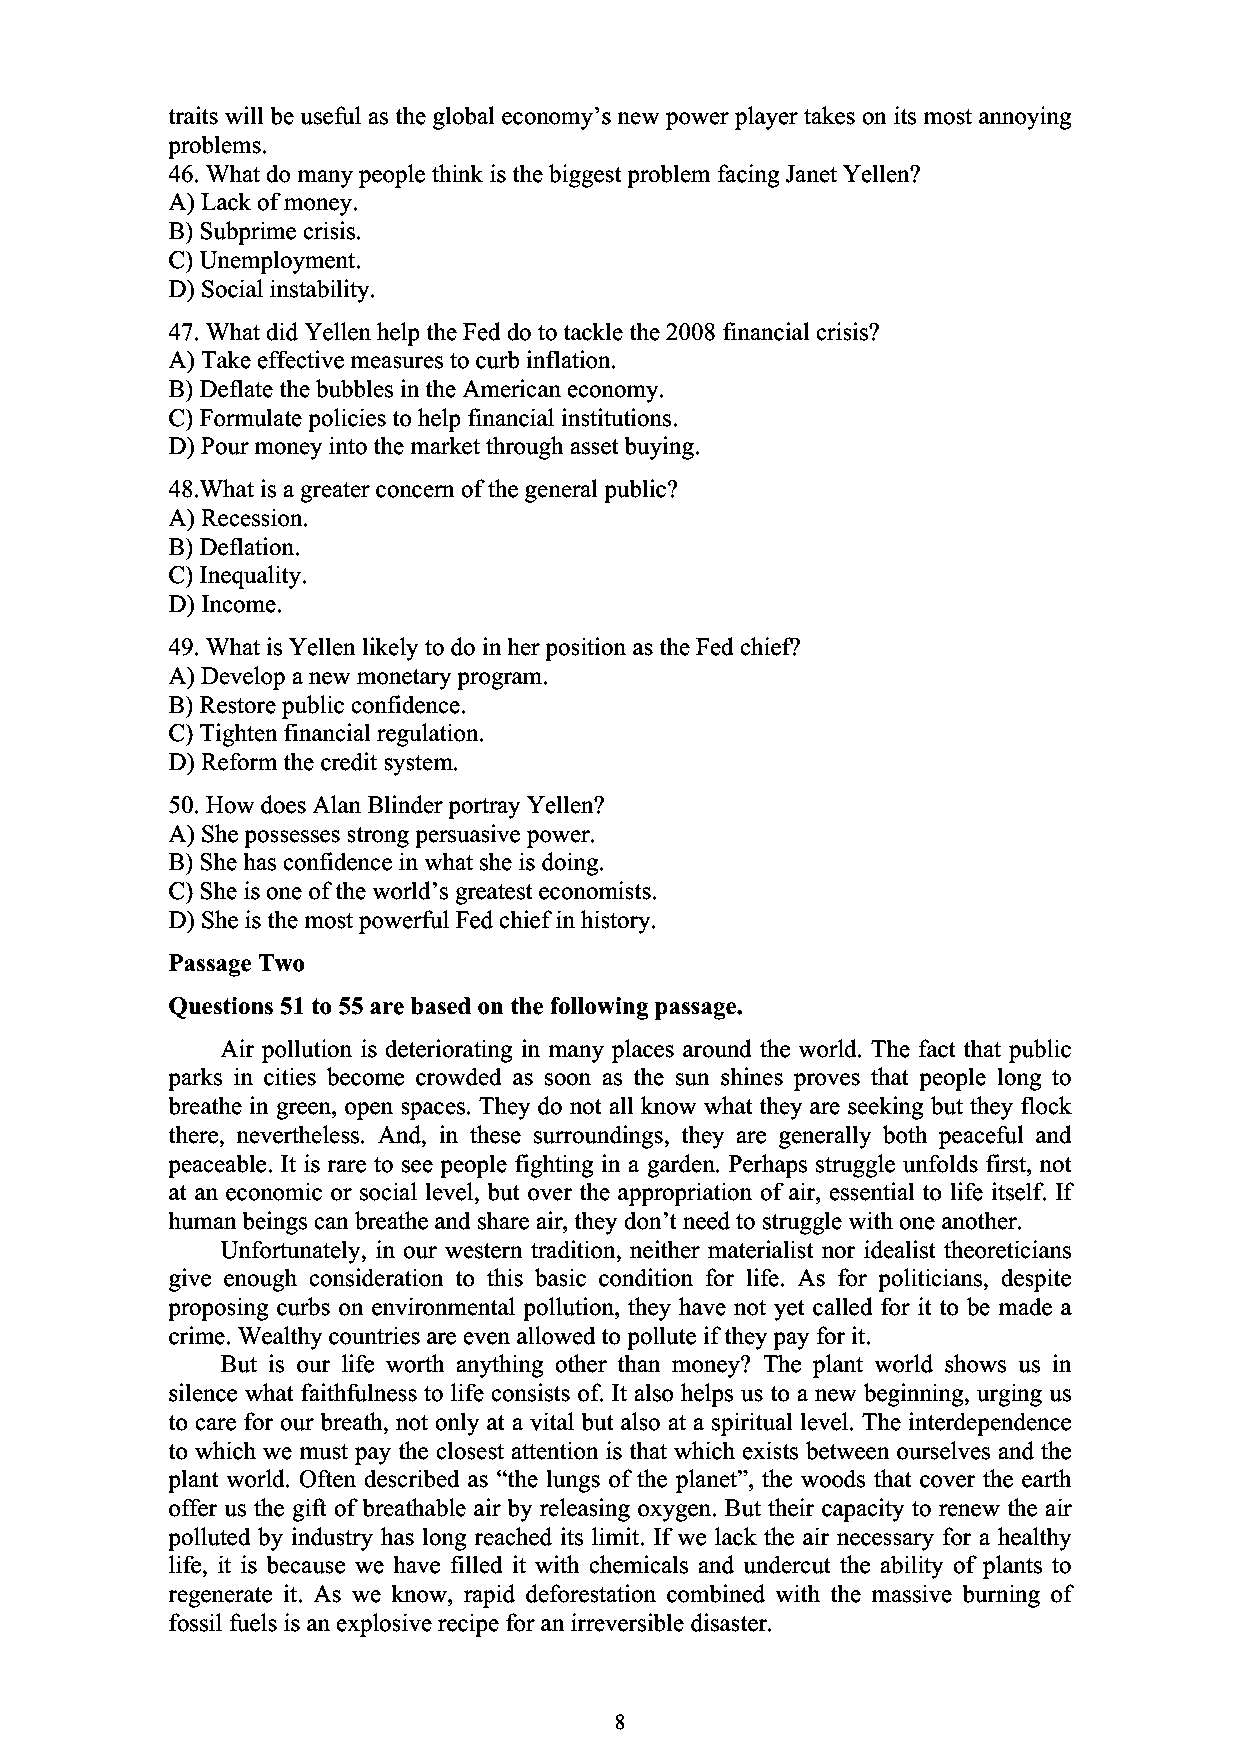 traits will be useful as the global economy’s new power player takes on its most annoying
problems.
46. What do many people think is the biggest problem facing Janet Yellen?
A) Lack of money.
B) Subprime crisis.
C) Unemployment.
D) Social instability.
47. What did Yellen help the Fed do to tackle the 2008 financial crisis?
A) Take effective measures to curb inflation.
B) Deflate the bubbles in the American economy.
C) Formulate policies to help financial institutions.
D) Pour money into the market through asset buying.
48.What is a greater concern of the general public?
A) Recession.
B) Deflation.
C) Inequality.
D) Income.
49. What is Yellen likely to do in her position as the Fed chief?
A) Develop a new monetary program.
B) Restore public confidence.
C) Tighten financial regulation.
D) Reform the credit system.
50. How does Alan Blinder portray Yellen?
A) She possesses strong persuasive power.
B) She has confidence in what she is doing.
C) She is one of the world’s greatest economists.
D) She is the most powerful Fed chief in history.
Passage Two
Questions 51 to 55 are based on the following passage.
Air pollution is deteriorating in many places around the world. The fact that public
parks in cities become crowded as soon as the sun shines proves that people long to
breathe in green, open spaces. They do not all know what they are seeking but they flock
there, nevertheless. And, in these surroundings, they are generally both peaceful and
peaceable. It is rare to see people fighting in a garden. Perhaps struggle unfolds first, not
at an economic or social level, but over the appropriation of air, essential to life itself. If
human beings can breathe and share air, they don’t need to struggle with one another.
Unfortunately, in our western tradition, neither materialist nor idealist theoreticians
give enough consideration to this basic condition for life. As for politicians, despite
proposing curbs on environmental pollution, they have not yet called for it to be made a
crime. Wealthy countries are even allowed to pollute if they pay for it.
But is our life worth anything other than money? The plant world shows us in
silence what faithfulness to life consists of. It also helps us to a new beginning, urging us
to care for our breath, not only at a vital but also at a spiritual level. The interdependence
to which we must pay the closest attention is that which exists between ourselves and the
plant world. Often described as “the lungs of the planet”, the woods that cover the earth
offer us the gift of breathable air by releasing oxygen. But their capacity to renew the air
polluted by industry has long reached its limit. If we lack the air necessary for a healthy
life, it is because we have filled it with chemicals and undercut the ability of plants to
regenerate it. As we know, rapid deforestation combined with the massive burning of
fossil fuels is an explosive recipe for an irreversible disaster.
8